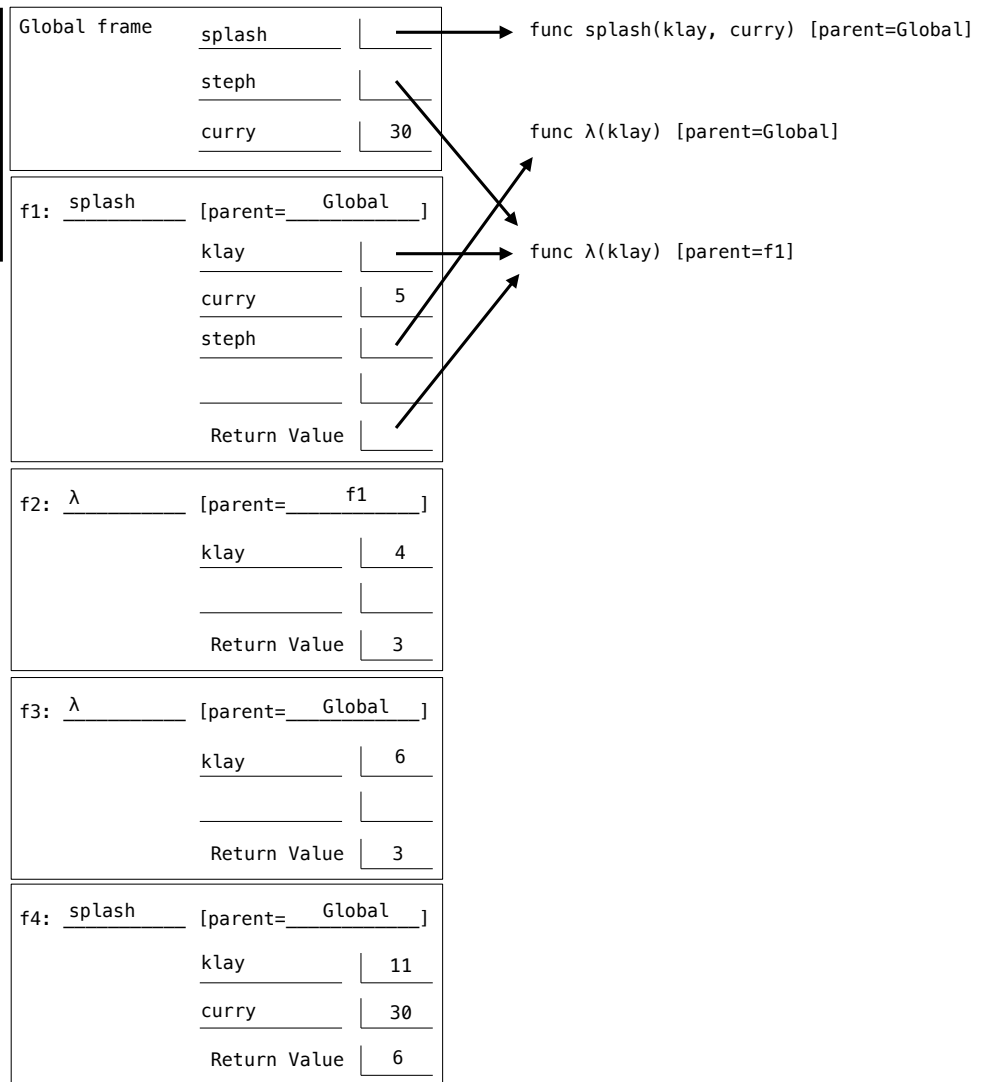 Global frame splash func splash(klay, curry) [parent=Global]
steph
curry 30 func λ(klay) [parent=Global]
f1: splash [parent=Global]
klay func λ(klay) [parent=f1]
curry 5
steph
Return Value
f2: λ [parent=f1]
klay 4
Return Value 3
f3: λ [parent=Global]
klay 6
Return Value 3
f4: splash [parent=Global]
klay 11
curry 30
Return Value 6